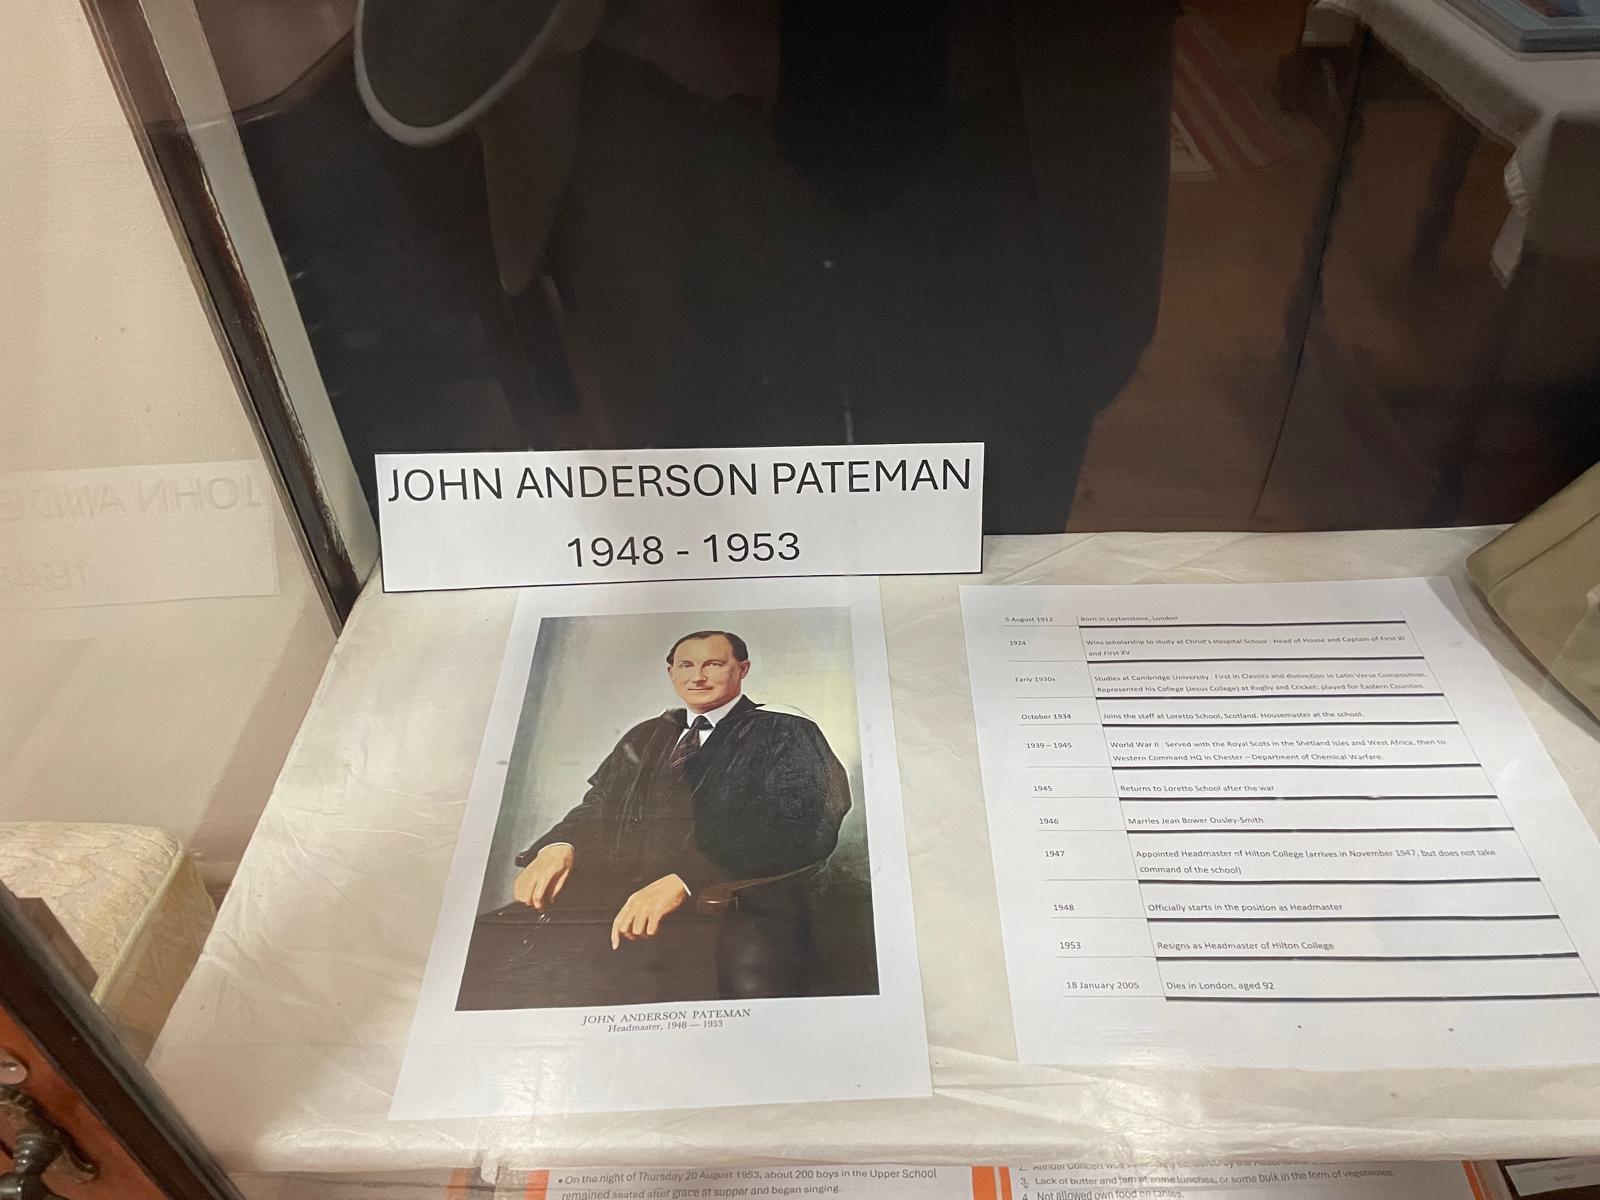 JOHN ANDERSON PATEMAN
1948 - 1953
JOHN ANDERSON PATEMAN
Headmaster, 1948 — 1953
5 August 1912 Born in Leytonstone, London
1924 Wins scholarship to study at Christ's Hospital School : Head of House and Captain of First XI
and First XV
Early 1930s Studies at Cambridge University : First in Classics and distinction in Latin Verse Composition.
Represented his College (Jesus College) at Rugby and Cricket; played for Eastern Counties.
October 1934 Joins the staff at Loretto School, Scotland. Housemaster at the school.
1939 – 1945 World War II : Served with the Royal Scots in the Shetland Isles and West Africa, then to
Western Command HQ in Chester – Department of Chemical Warfare.
1945 Returns to Loretto School after the war
1946 Marries Jean Bower Ousley-Smith
1947 Appointed Headmaster of Hilton College (arrives in November 1947, but does not take
command of the school)
1948 Officially starts in the position as Headmaster
1953 Resigns as Headmaster of Hilton College
18 January 2005 Dies in London, aged 92
• On the night of Thursday 20 August 1953, about 200 boys in the Upper School
remained seated after grace at supper and began singing.
2. Annual Concert
3. Lack of butter and jam at some lunches, or some bulk in the form of vegetables.
4. Not allowed own food on tables.